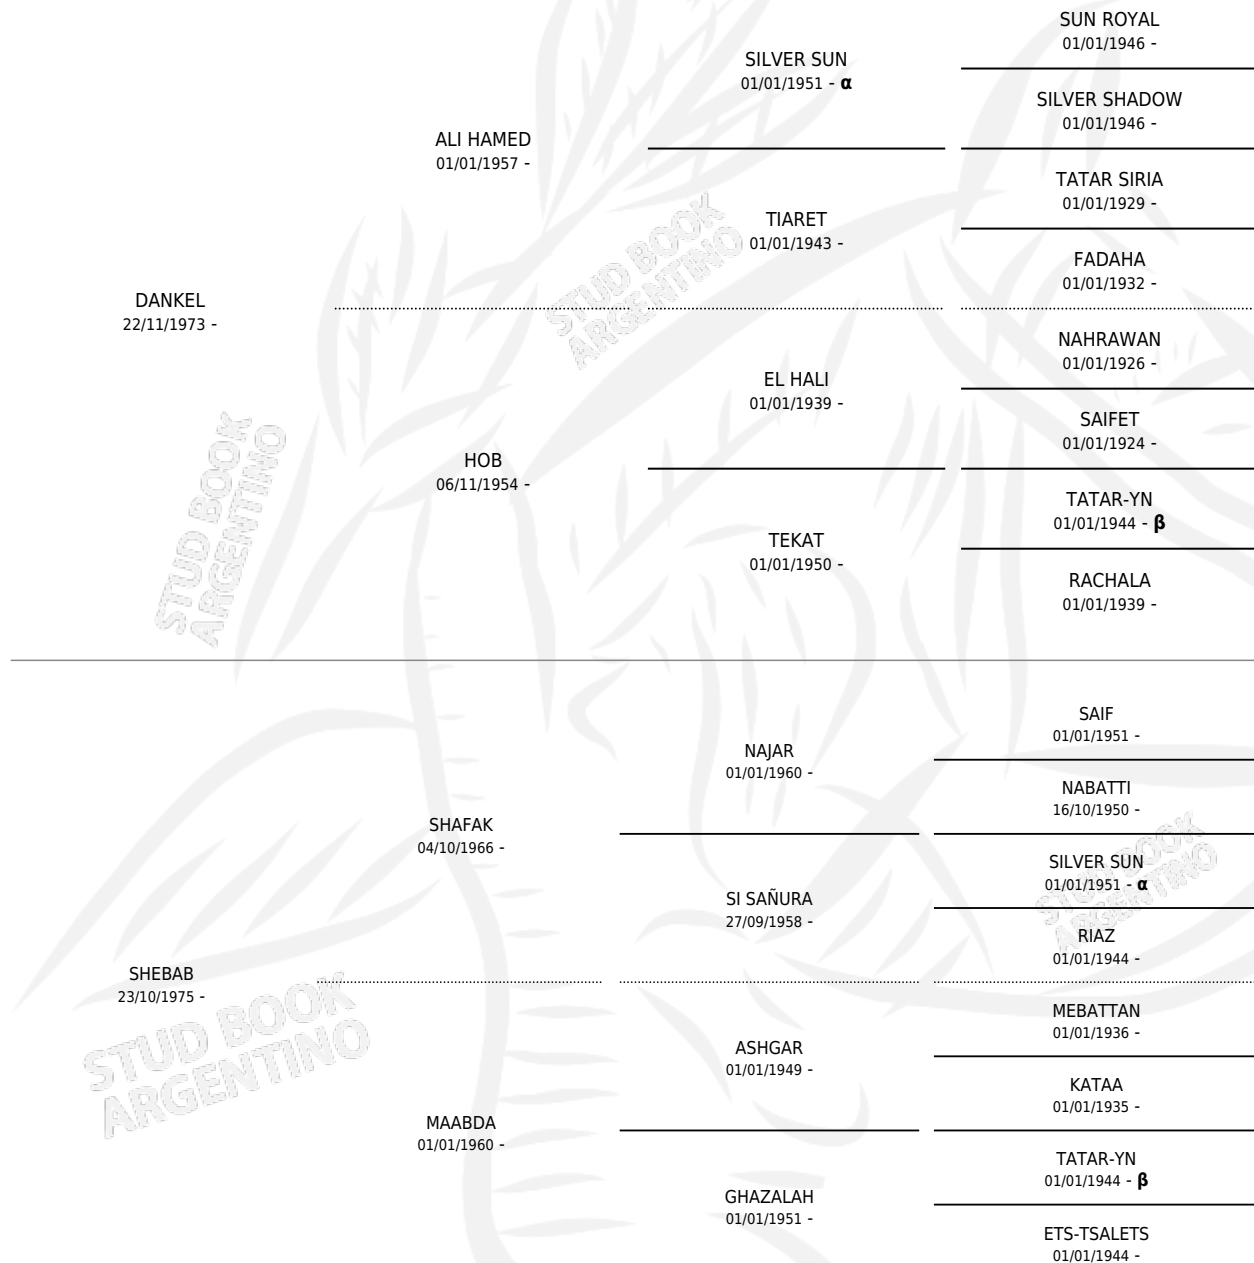 SUN ROYAL
01/01/1946 -
SILVER SUN
01/01/1951 - α
SILVER SHADOW
01/01/1946 -
ALI HAMED
01/01/1957 -
TATAR SIRIA
01/01/1929 -
TIARET
01/01/1943 -
FADAHA
01/01/1932 -
DANKEL
22/11/1973 -
NAHRAWAN
01/01/1926 -
EL HALI
01/01/1939 -
SAIFET
01/01/1924 -
HOB
06/11/1954 -
TATAR-YN
01/01/1944 - β
TEKAT
01/01/1950 -
RACHALA
01/01/1939 -
SAIF
01/01/1951 -
NAJAR
01/01/1960 -
NABATTI
16/10/1950 -
SHAFAK
04/10/1966 -
SILVER SUN
01/01/1951 - α
SI SAÑURA
27/09/1958 -
RIAZ
01/01/1944 -
SHEBAB
23/10/1975 -
MEBATTAN
01/01/1936 -
ASHGAR
01/01/1949 -
KATAA
01/01/1935 -
MAABDA
01/01/1960 -
TATAR-YN
01/01/1944 - β
GHAZALAH
01/01/1951 -
ETS-TSALETS
01/01/1944 -
STUD BOOK
ARGENTINO
STUD BOOK
ARGENTINO
STUD BOOK
ARGENTINO
STUD BOOK
ARGENTINO